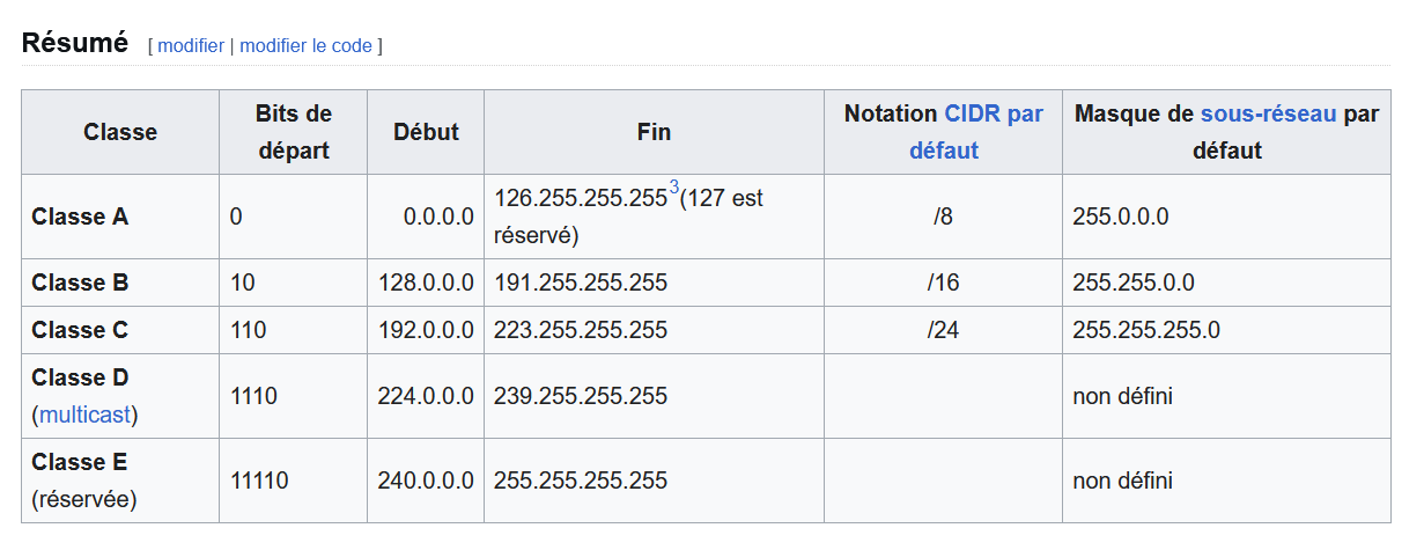 Résumé [ modifier | modifier le code ]
Classe Bits de départ Début Fin Notation CIDR par défaut Masque de sous-réseau par défaut
Classe A 0 0.0.0.0 126.255.255.255³(127 est réservé) /8 255.0.0.0
Classe B 10 128.0.0.0 191.255.255.255 /16 255.255.0.0
Classe C 110 192.0.0.0 223.255.255.255 /24 255.255.255.0
Classe D (multicast) 1110 224.0.0.0 239.255.255.255 non défini
Classe E (réservée) 11110 240.0.0.0 255.255.255.255 non défini